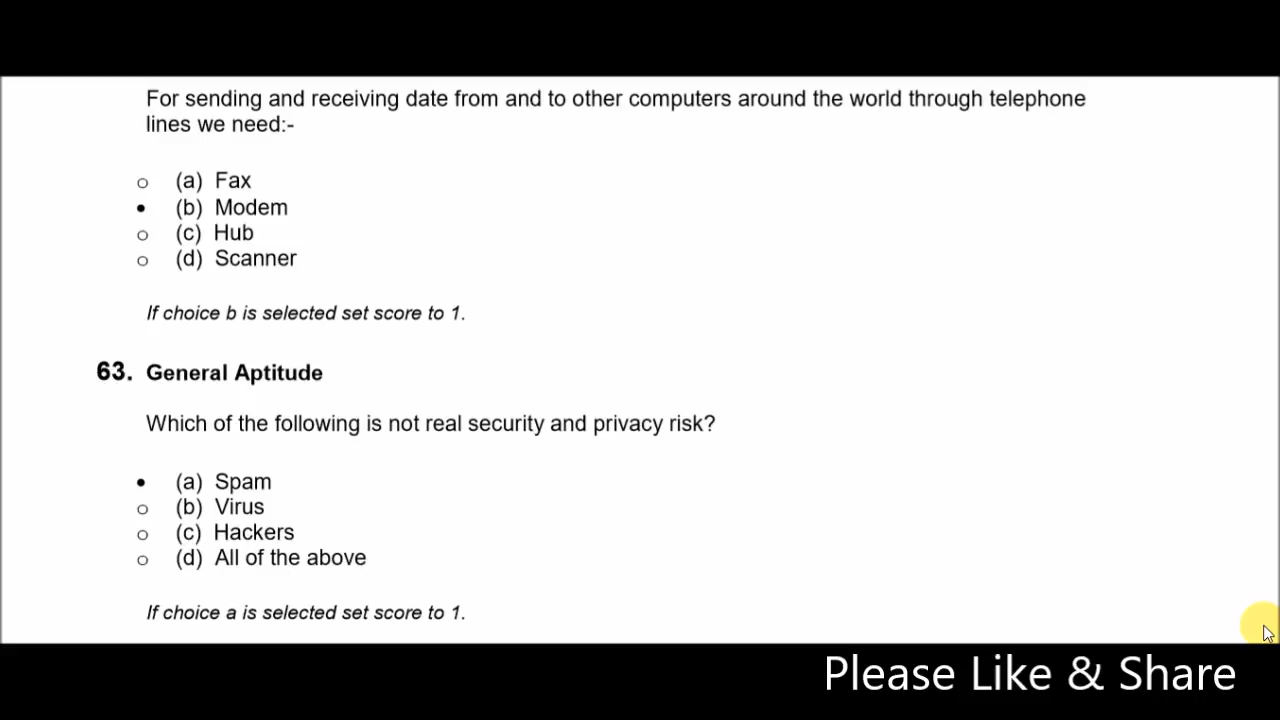 For sending and receiving date from and to other computers around the world through telephone
lines we need:-
(a) Fax
(b) Modem
(c) Hub
(d) Scanner
If choice b is selected set score to 1.
63. General Aptitude
Which of the following is not real security and privacy risk?
(a) Spam
(b) Virus
(c) Hackers
(d) All of the above
If choice a is selected set score to 1.
Please Like & Share